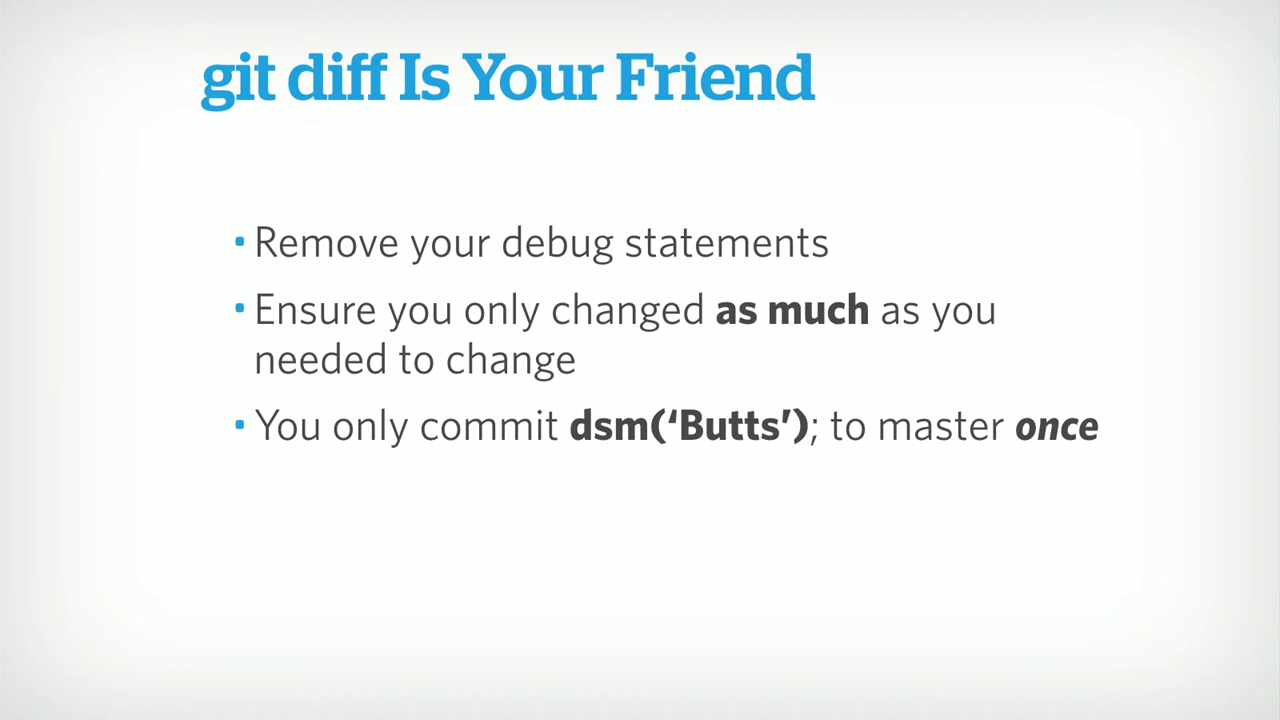 git diff Is Your Friend
• Remove your debug statements
• Ensure you only changed as much as you
needed to change
• You only commit dsm(‘Butts’); to master once